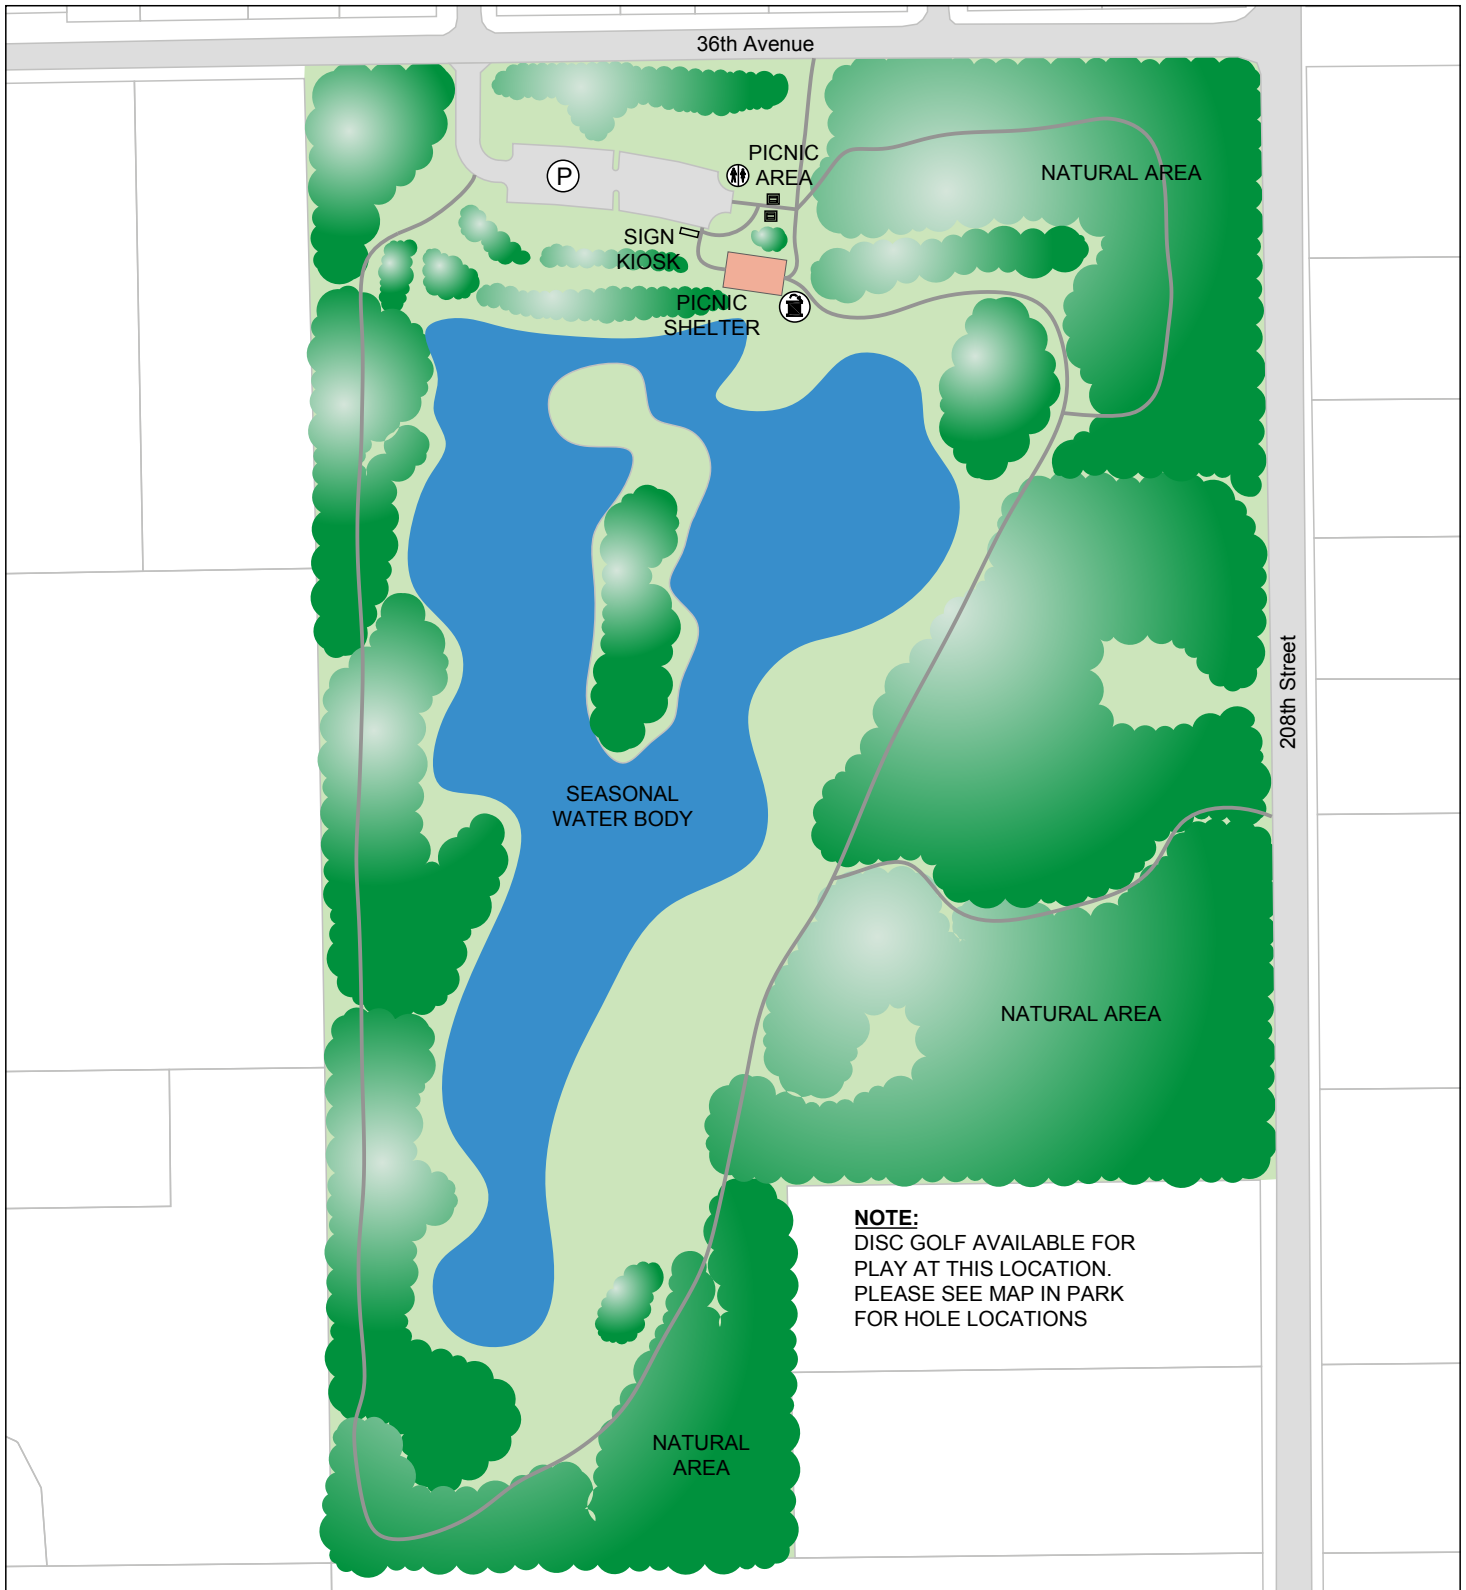 36th Avenue
PICNIC
AREA
NATURAL AREA
P
SIGN
KIOSK
PICNIC
SHELTER
208th Street
SEASONAL
WATER BODY
NATURAL AREA
NOTE:
DISC GOLF AVAILABLE FOR
PLAY AT THIS LOCATION.
PLEASE SEE MAP IN PARK
FOR HOLE LOCATIONS
NATURAL
AREA